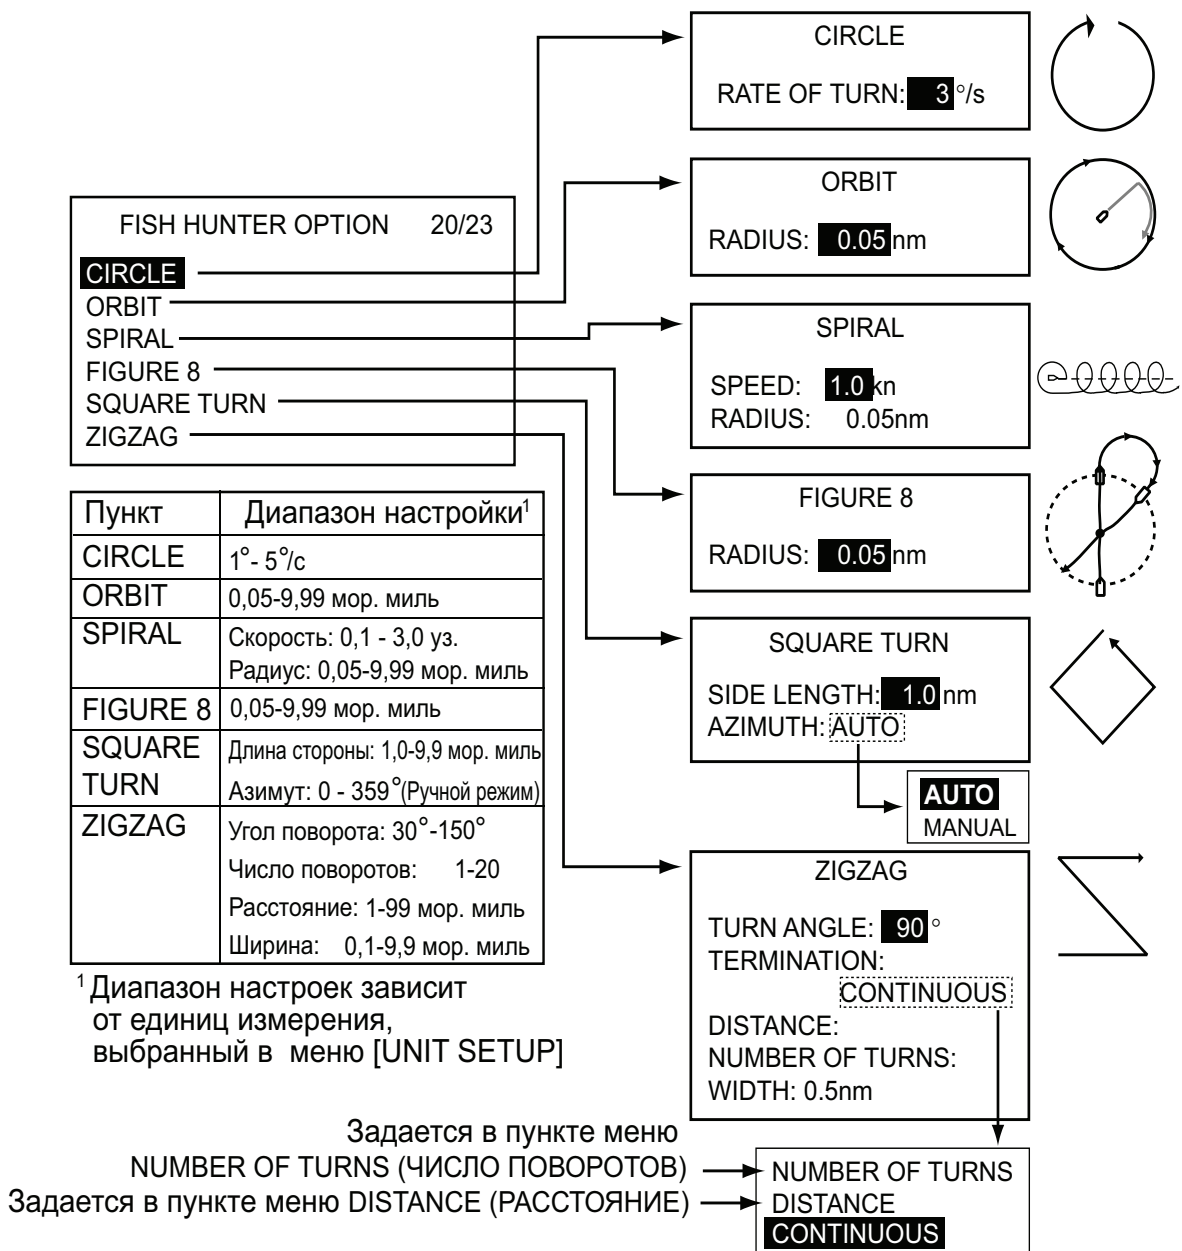 FISH HUNTER OPTION 20/23
CIRCLE
ORBIT
SPIRAL
FIGURE 8
SQUARE TURN
ZIGZAG
CIRCLE
RATE OF TURN: 3 °/s
ORBIT
RADIUS: 0.05 nm
SPIRAL
SPEED: 1.0 kn
RADIUS: 0.05nm
FIGURE 8
RADIUS: 0.05 nm
SQUARE TURN
SIDE LENGTH: 1.0 nm
AZIMUTH: AUTO
AUTO
MANUAL
ZIGZAG
TURN ANGLE: 90 °
TERMINATION:
CONTINUOUS
DISTANCE:
NUMBER OF TURNS:
WIDTH: 0.5nm
Пункт Диапазон настройки1
CIRCLE 1°- 5°/с
ORBIT 0,05-9,99 мор. миль
SPIRAL Скорость: 0,1 - 3,0 уз.
Радиус: 0,05-9,99 мор. миль
FIGURE 8 0,05-9,99 мор. миль
SQUARE Длина стороны: 1,0-9,9 мор. миль
TURN Азимут: 0 - 359°(Ручной режим)
ZIGZAG Угол поворота: 30°-150°
Число поворотов: 1-20
Расстояние: 1-99 мор. миль
Ширина: 0,1-9,9 мор. миль
1 Диапазон настроек зависит
от единиц измерения,
выбранный в меню [UNIT SETUP]
Задается в пункте меню
NUMBER OF TURNS (ЧИСЛО ПОВОРОТОВ)
Задается в пункте меню DISTANCE (РАССТОЯНИЕ)
NUMBER OF TURNS
DISTANCE
CONTINUOUS